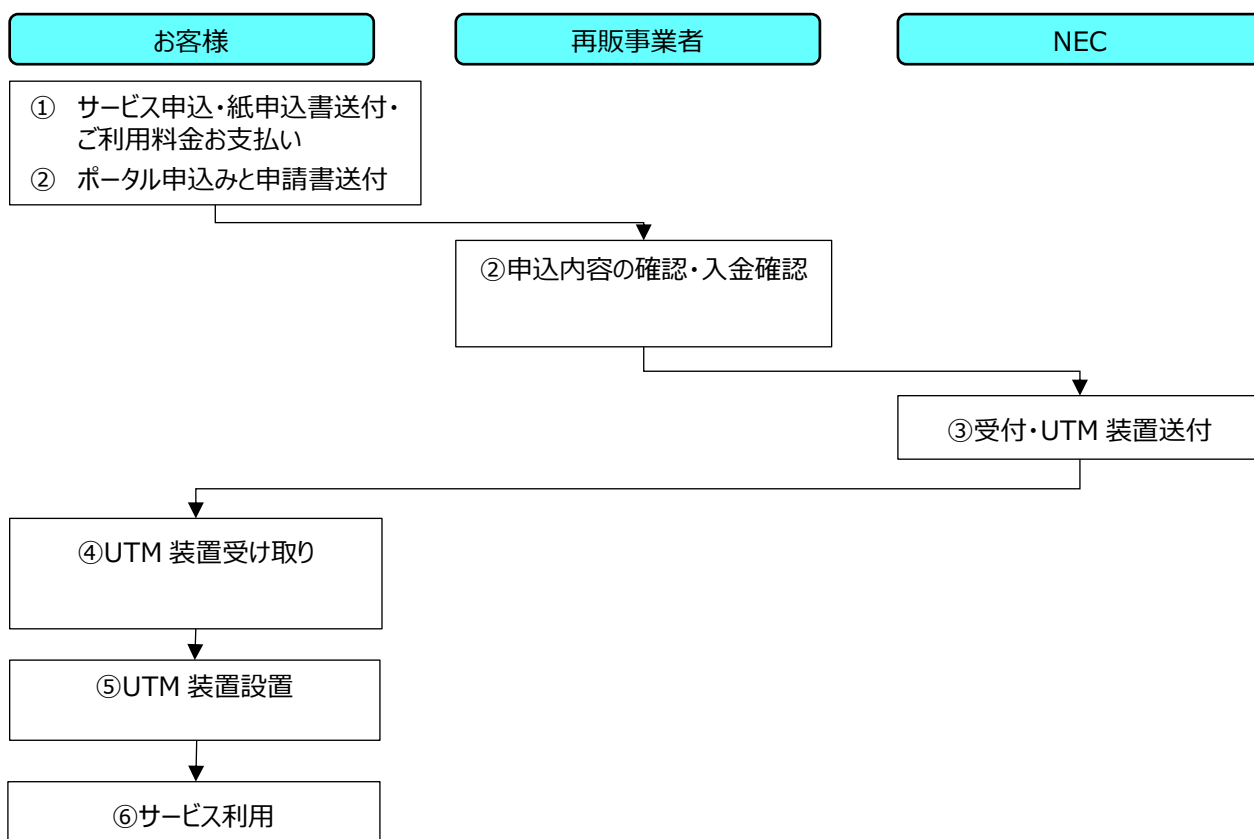 お客様
再販事業者
NEC
① サービス申込・紙申込書送付・
ご利用料金お支払い
② ポータル申込みと申請書送付
②申込内容の確認・入金確認
③受付・UTM 装置送付
④UTM 装置受け取り
⑤UTM 装置設置
⑥サービス利用